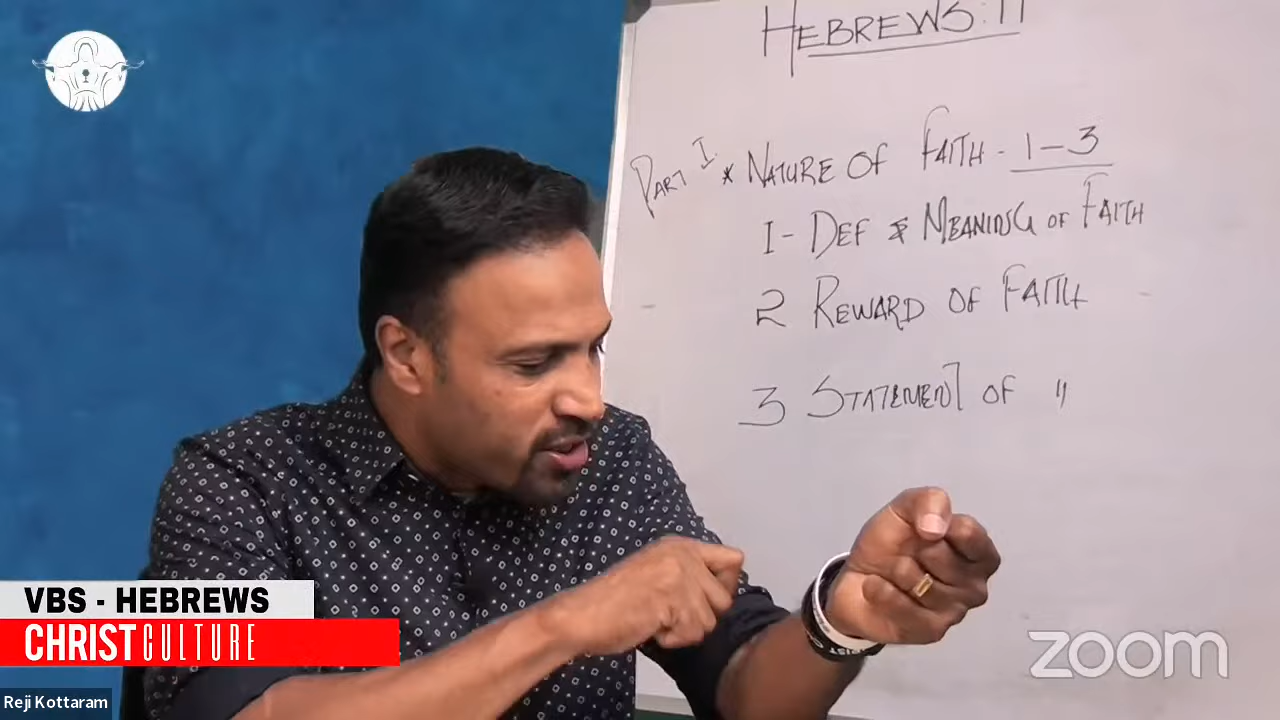 HEBREWS: 11
PART I * NATURE OF FAITH - 1-3
1- DEF & MEANING OF FAITH
2 REWARD OF FAITH
3 STATEMENT OF "
VBS - HEBREWS
CHRIST CULTURE
Reji Kottaram
zoom